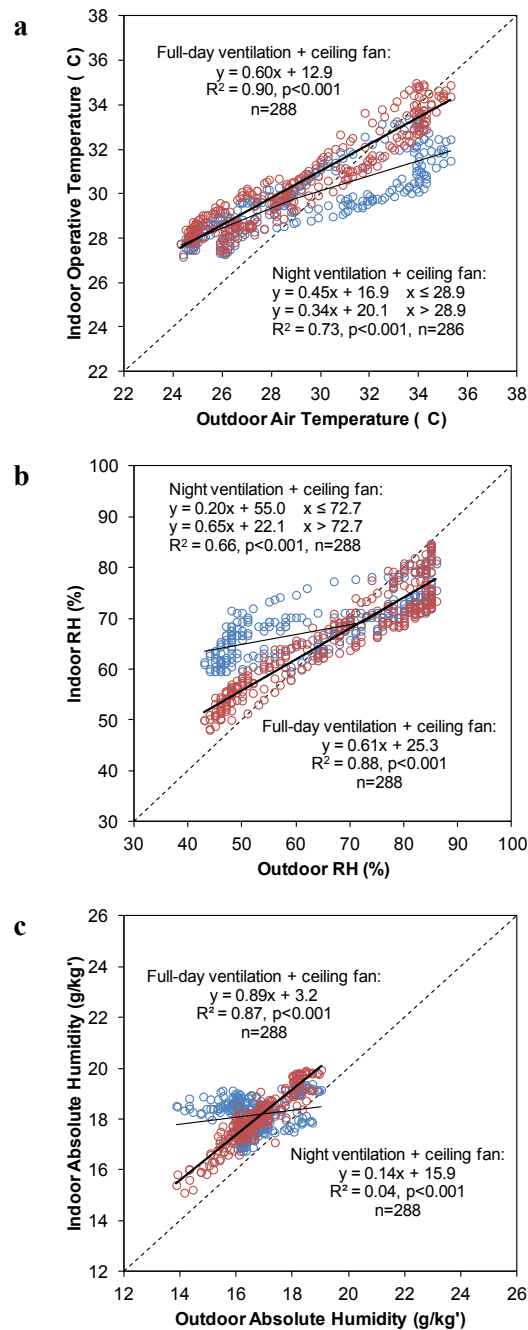 a
38
36
34
32
30
28
26
24
22
Indoor Operative Temperature ( C)
Full-day ventilation + ceiling fan:
y = 0.60x + 12.9
R² = 0.90, p<0.001
n=288
Night ventilation + ceiling fan:
y = 0.45x + 16.9 x ≤ 28.9
y = 0.34x + 20.1 x > 28.9
R² = 0.73, p<0.001, n=286
22 24 26 28 30 32 34 36 38
Outdoor Air Temperature ( C)
b
100
90
80
70
60
50
40
30
Indoor RH (%)
Night ventilation + ceiling fan:
y = 0.20x + 55.0 x ≤ 72.7
y = 0.65x + 22.1 x > 72.7
R² = 0.66, p<0.001, n=288
Full-day ventilation + ceiling fan:
y = 0.61x + 25.3
R² = 0.88, p<0.001
n=288
30 40 50 60 70 80 90 100
Outdoor RH (%)
c
26
24
22
20
18
16
14
12
Indoor Absolute Humidity (g/kg')
Full-day ventilation + ceiling fan:
y = 0.89x + 3.2
R² = 0.87, p<0.001
n=288
Night ventilation + ceiling fan:
y = 0.14x + 15.9
R² = 0.04, p<0.001
n=288
12 14 16 18 20 22 24 26
Outdoor Absolute Humidity (g/kg')